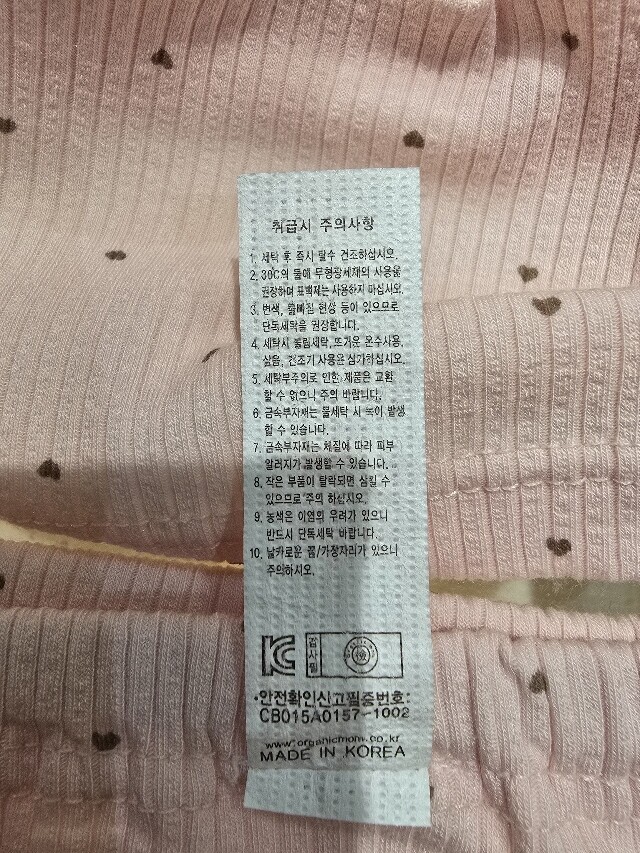 취급시 주의사항
1. 세탁 후 즉시 탈수 건조하십시오.
2. 30C의 물에 무형광세제의 사용을
권장하며 표백제는 사용하지 마십시오.
3. 변색, 물빠짐 현상 등이 있으므로
단독세탁을 권장합니다.
4. 세탁시 불림세탁, 뜨거운 온수사용,
삶음, 건조기 사용은 삼가하십시오.
5. 세탁부주의로 인한 제품은 교환
할 수 없으니 주의 바랍니다.
6. 금속부자재는 물세탁 시 녹이 발생
할 수 있습니다.
7. 금속부자재는 체질에 따라 피부
알러지가 발생할 수 있습니다.
8. 작은 부품이 탈락되면 삼킬 수
있으므로 주의 하십시오.
9. 농색은 이염의 우려가 있으니
반드시 단독세탁 바랍니다.
10. 날카로운 끝/가장자리가 있으니
주의하십시오.
KC 검사필
·안전확인신고필증번호:
CB015A0157-1002
www.organicmom.co.kr
MADE IN KOREA